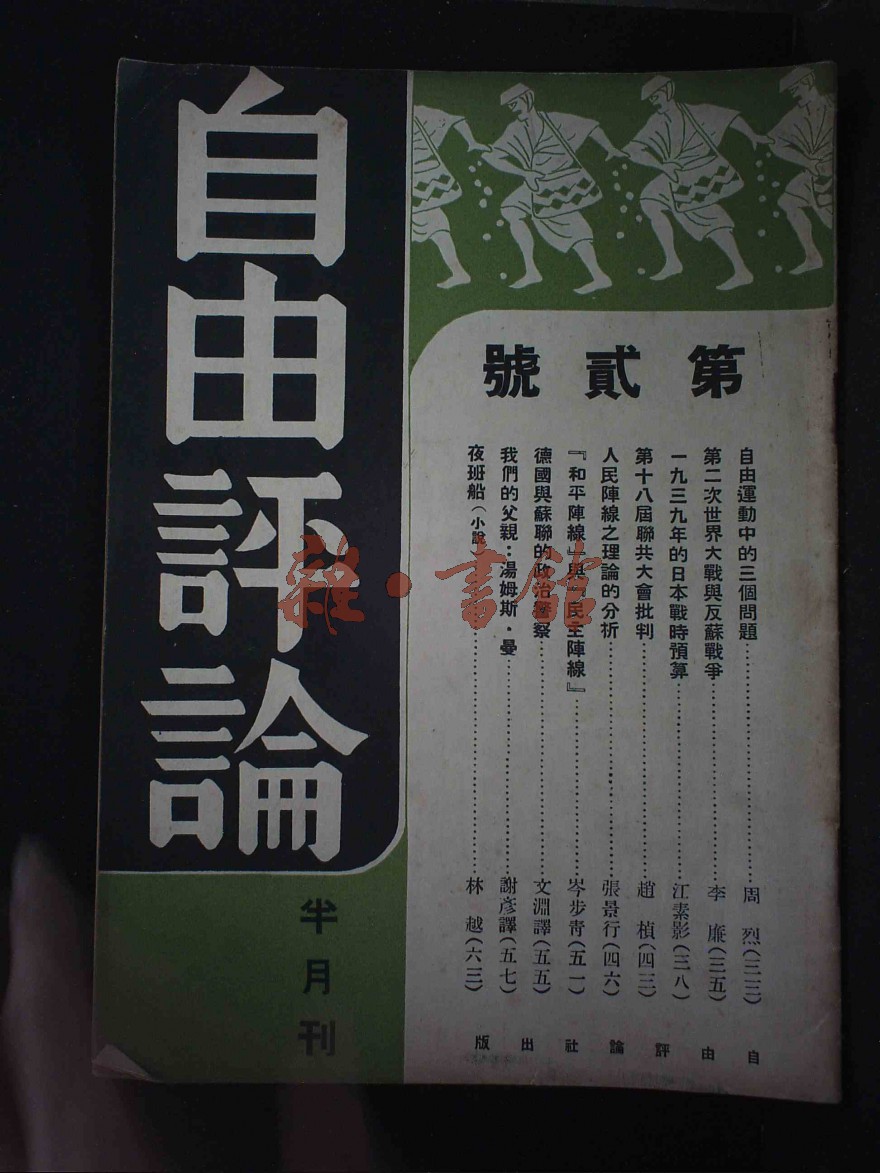 自由評論
半月刊
第貳號
自由運動中的三個問題……周烈(三三)
第二次世界大戰與反蘇戰爭……李廉(三五)
一九三九年的日本戰時預算……江素影(三八)
第十八屆聯共大會批判……趙楨(四三)
人民陣線之理論的分折……張景行(四六)
『和平陣線』與『民主陣線』……岑步青(五一)
德國與蘇聯的政治警察……文淵譯(五五)
我們的父親：湯姆斯・曼……謝彥譯(五七)
夜班船(小說)……林越(六三)
自由評論社出版
雜・書館